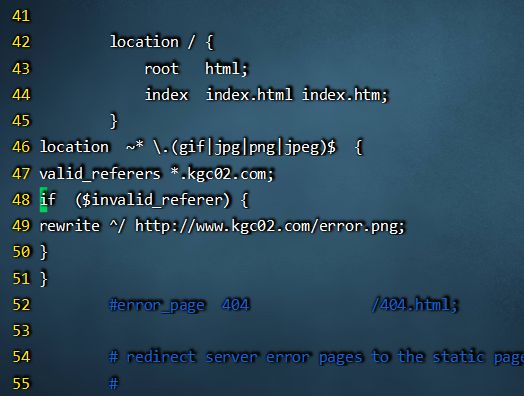 41
42         location / {
43             root   html;
44             index  index.html index.htm;
45         }
46 location  ~* \.(gif|jpg|png|jpeg)$  {
47 valid_referers *.kgc02.com;
48 if  ($invalid_referer) {
49 rewrite ^/ http://www.kgc02.com/error.png;
50 }
51 }
52         #error_page  404              /404.html;
53
54         # redirect server error pages to the static page
55         #